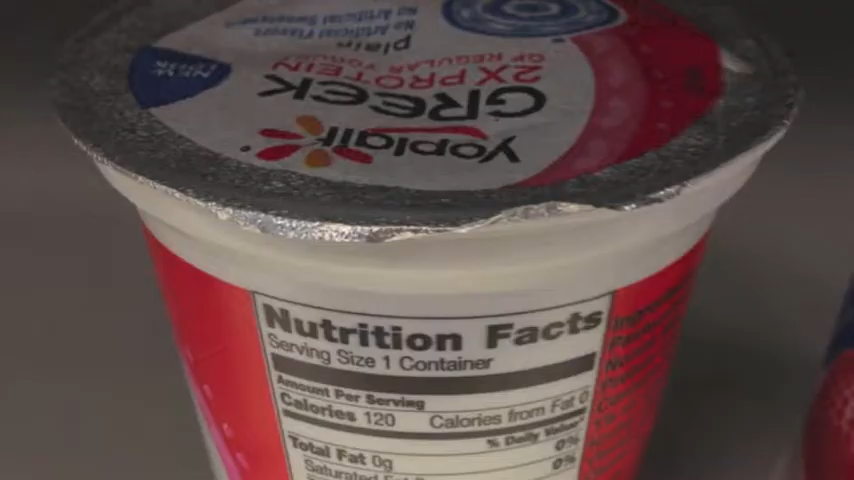 No Artificial Sweeteners
No Artificial Flavors
plain
OF REGULAR YOGURT
2X PROTEIN
GREEK
Yoplait
NEW LOOK
Nutrition Facts
Serving Size 1 Container
Amount Per Serving
Calories 120 Calories from Fat 0
% Daily Value*
Total Fat 0g 0%
Saturated Fat 0%